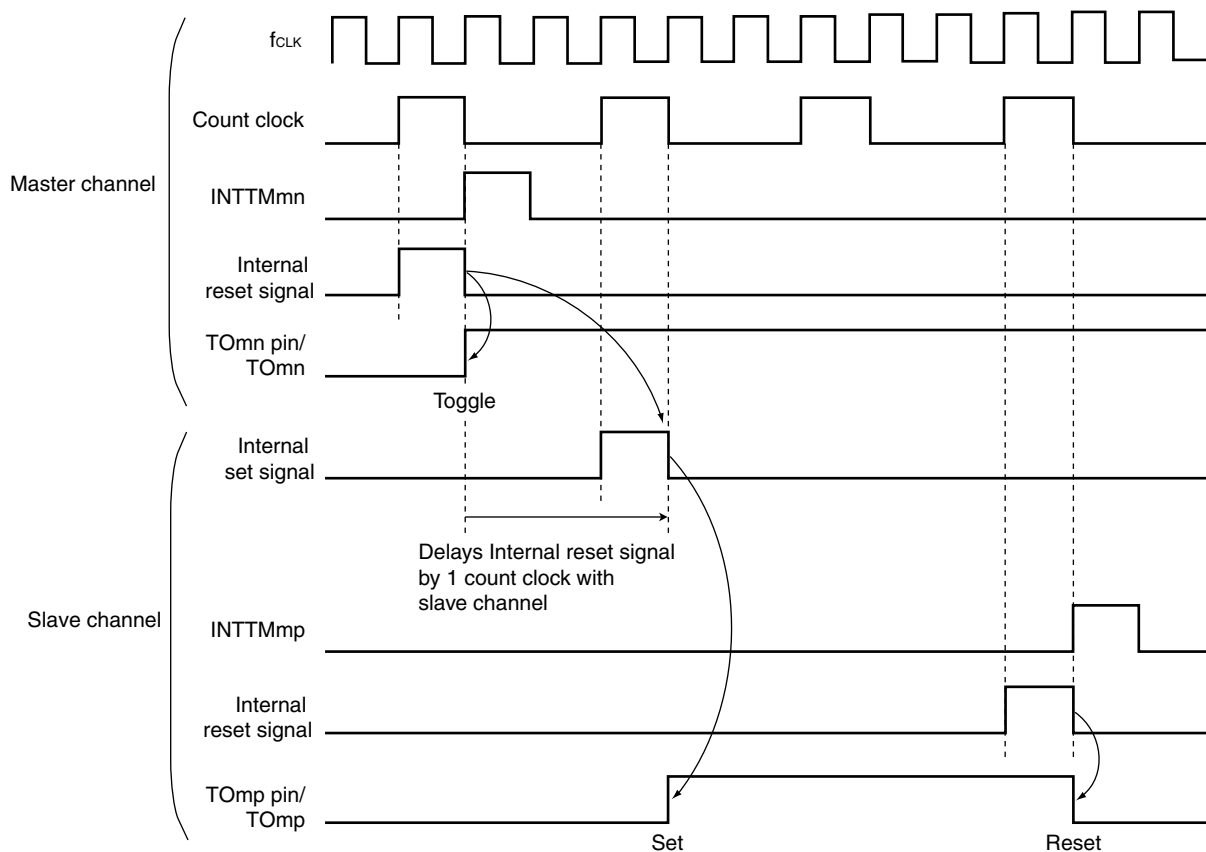 fCLK
Count clock
Master channel
INTTMmn
Internal
reset signal
TOmn pin/
TOmn
Toggle
Internal
set signal
Delays Internal reset signal
by 1 count clock with
slave channel
Slave channel
INTTMmp
Internal
reset signal
TOmp pin/
TOmp
Set
Reset